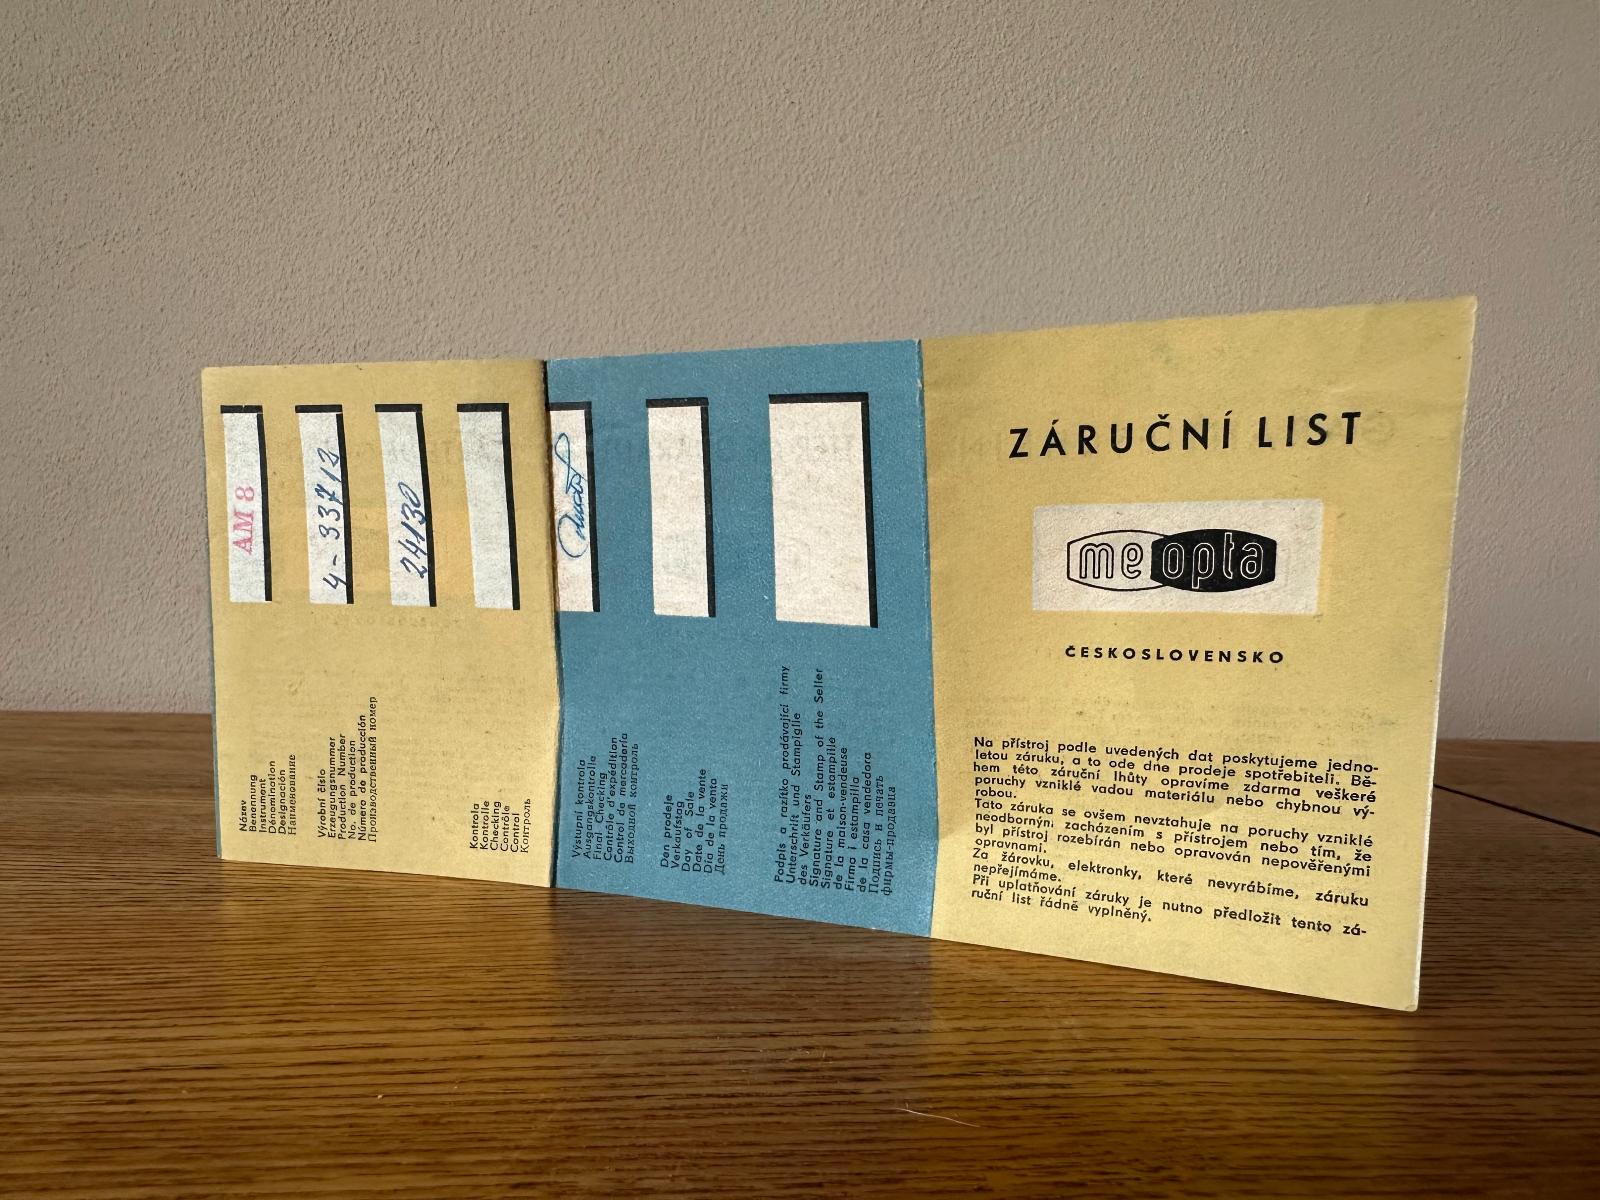 AM 8
4 - 33712
24130
Název
Benennung
Instrument
Dénomination
Designación
Наименование
Výrobní číslo
Erzeugungsnummer
Production Number
No. de production
Número de producción
Производственный номер
Kontrola
Kontrolle
Checking
Contrôle
Control
Контроль
Výstupní kontrola
Ausgangskontrolle
Final Checking
Contrôle d'expédition
Control de mercadería
Выходной контроль
Den prodeje
Verkaufstag
Day of Sale
Date de la vente
Día de la venta
День продажи
Podpis a razítko prodávající firmy
Unterschrift und Stampiglie
des Verkäufers
Signature and Stamp of the Seller
Signature et estampille
de la maison-vendeuse
Firma i estampilla
de la casa vendedora
Подпись и печать
фирмы-продавца
ZÁRUČNÍ LIST
meopta
ČESKOSLOVENSKO
Na přístroj podle uvedených dat poskytujeme jedno-
letou záruku, a to ode dne prodeje spotřebiteli. Bě-
hem této záruční lhůty opravíme zdarma veškeré
poruchy vzniklé vadou materiálu nebo chybnou vý-
robou.
Tato záruka se ovšem nevztahuje na poruchy vzniklé
neodborným zacházením s přístrojem nebo tím, že
byl přístroj rozebírán nebo opravován nepověřenými
opravnami.
Za žárovku, elektronky, které nevyrábíme, záruku
nepřejímáme.
Při uplatňování záruky je nutno předložit tento zá-
ruční list řádně vyplněný.